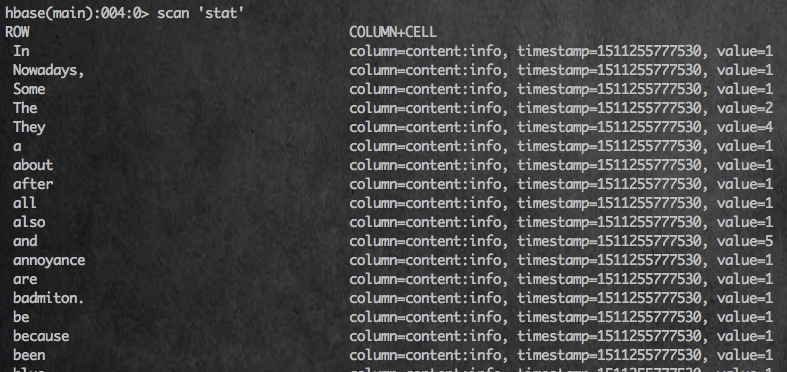 hbase(main):004:0> scan 'stat'
ROW COLUMN+CELL
In column=content:info, timestamp=1511255777530, value=1
Nowadays, column=content:info, timestamp=1511255777530, value=1
Some column=content:info, timestamp=1511255777530, value=1
The column=content:info, timestamp=1511255777530, value=2
They column=content:info, timestamp=1511255777530, value=4
a column=content:info, timestamp=1511255777530, value=1
about column=content:info, timestamp=1511255777530, value=1
after column=content:info, timestamp=1511255777530, value=1
all column=content:info, timestamp=1511255777530, value=1
also column=content:info, timestamp=1511255777530, value=1
and column=content:info, timestamp=1511255777530, value=5
annoyance column=content:info, timestamp=1511255777530, value=1
are column=content:info, timestamp=1511255777530, value=1
badmiton. column=content:info, timestamp=1511255777530, value=1
be column=content:info, timestamp=1511255777530, value=1
because column=content:info, timestamp=1511255777530, value=1
been column=content:info, timestamp=1511255777530, value=1